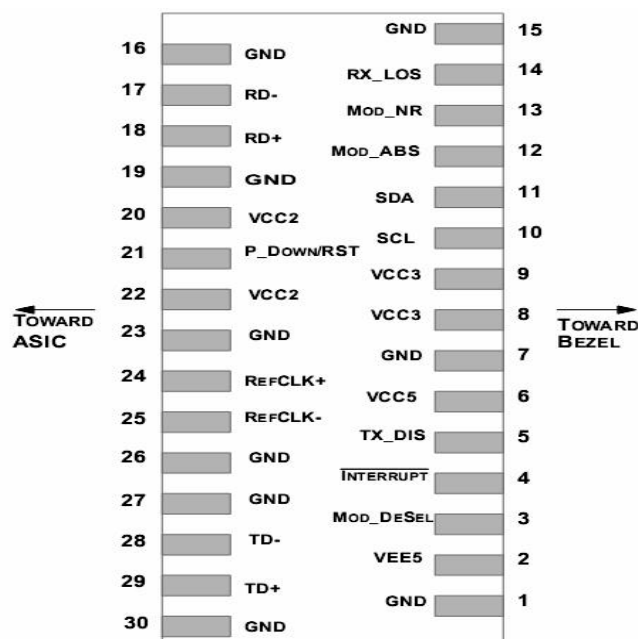 15 GND
16 GND
14 RX_LOS
17 RD-
13 MOD_NR
18 RD+
12 MOD_ABS
19 GND
11 SDA
20 VCC2
10 SCL
21 P_DOWN/RST
9 VCC3
22 VCC2
8 VCC3
TOWARD
ASIC
TOWARD
BEZEL
23 GND
7 GND
24 REFCLK+
6 VCC5
25 REFCLK-
5 TX_DIS
26 GND
4 INTERRUPT
27 GND
3 MOD_DESEL
28 TD-
2 VEE5
29 TD+
1 GND
30 GND